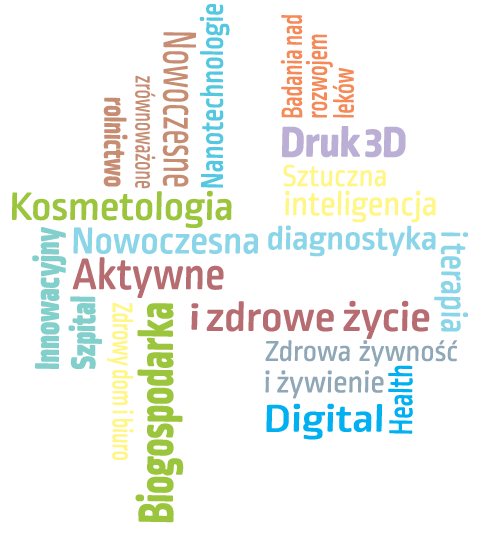 Nowoczesne
zrównoważone
rolnictwo
Nanotechnologie
Badania nad
rozwojem
leków
Druk 3D
Sztuczna
inteligencja
Kosmetologia
Nowoczesna diagnostyka
i terapia
Innowacyjny
Szpital
Aktywne
i zdrowe życie
Zdrowy dom i biuro
Biogospodarka
Zdrowa żywność
i żywienie
Digital
Health